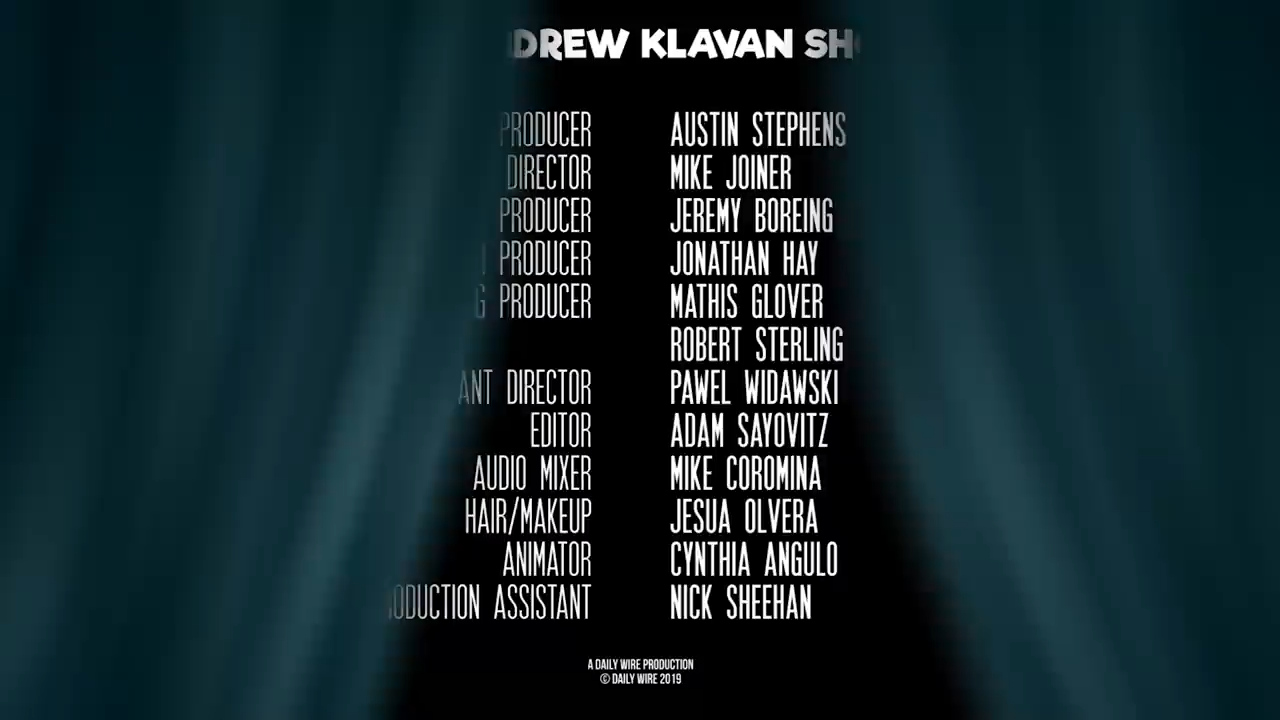 DREW KLAVAN SH
PRODUCER AUSTIN STEPHENS
DIRECTOR MIKE JOINER
PRODUCER JEREMY BOREING
PRODUCER JONATHAN HAY
G PRODUCER MATHIS GLOVER
ROBERT STERLING
ANT DIRECTOR PAWEL WIDAWSKI
EDITOR ADAM SAYOVITZ
AUDIO MIXER MIKE COROMINA
HAIR/MAKEUP JESUA OLVERA
ANIMATOR CYNTHIA ANGULO
ODUCTION ASSISTANT NICK SHEEHAN
A DAILY WIRE PRODUCTION
© DAILY WIRE 2019